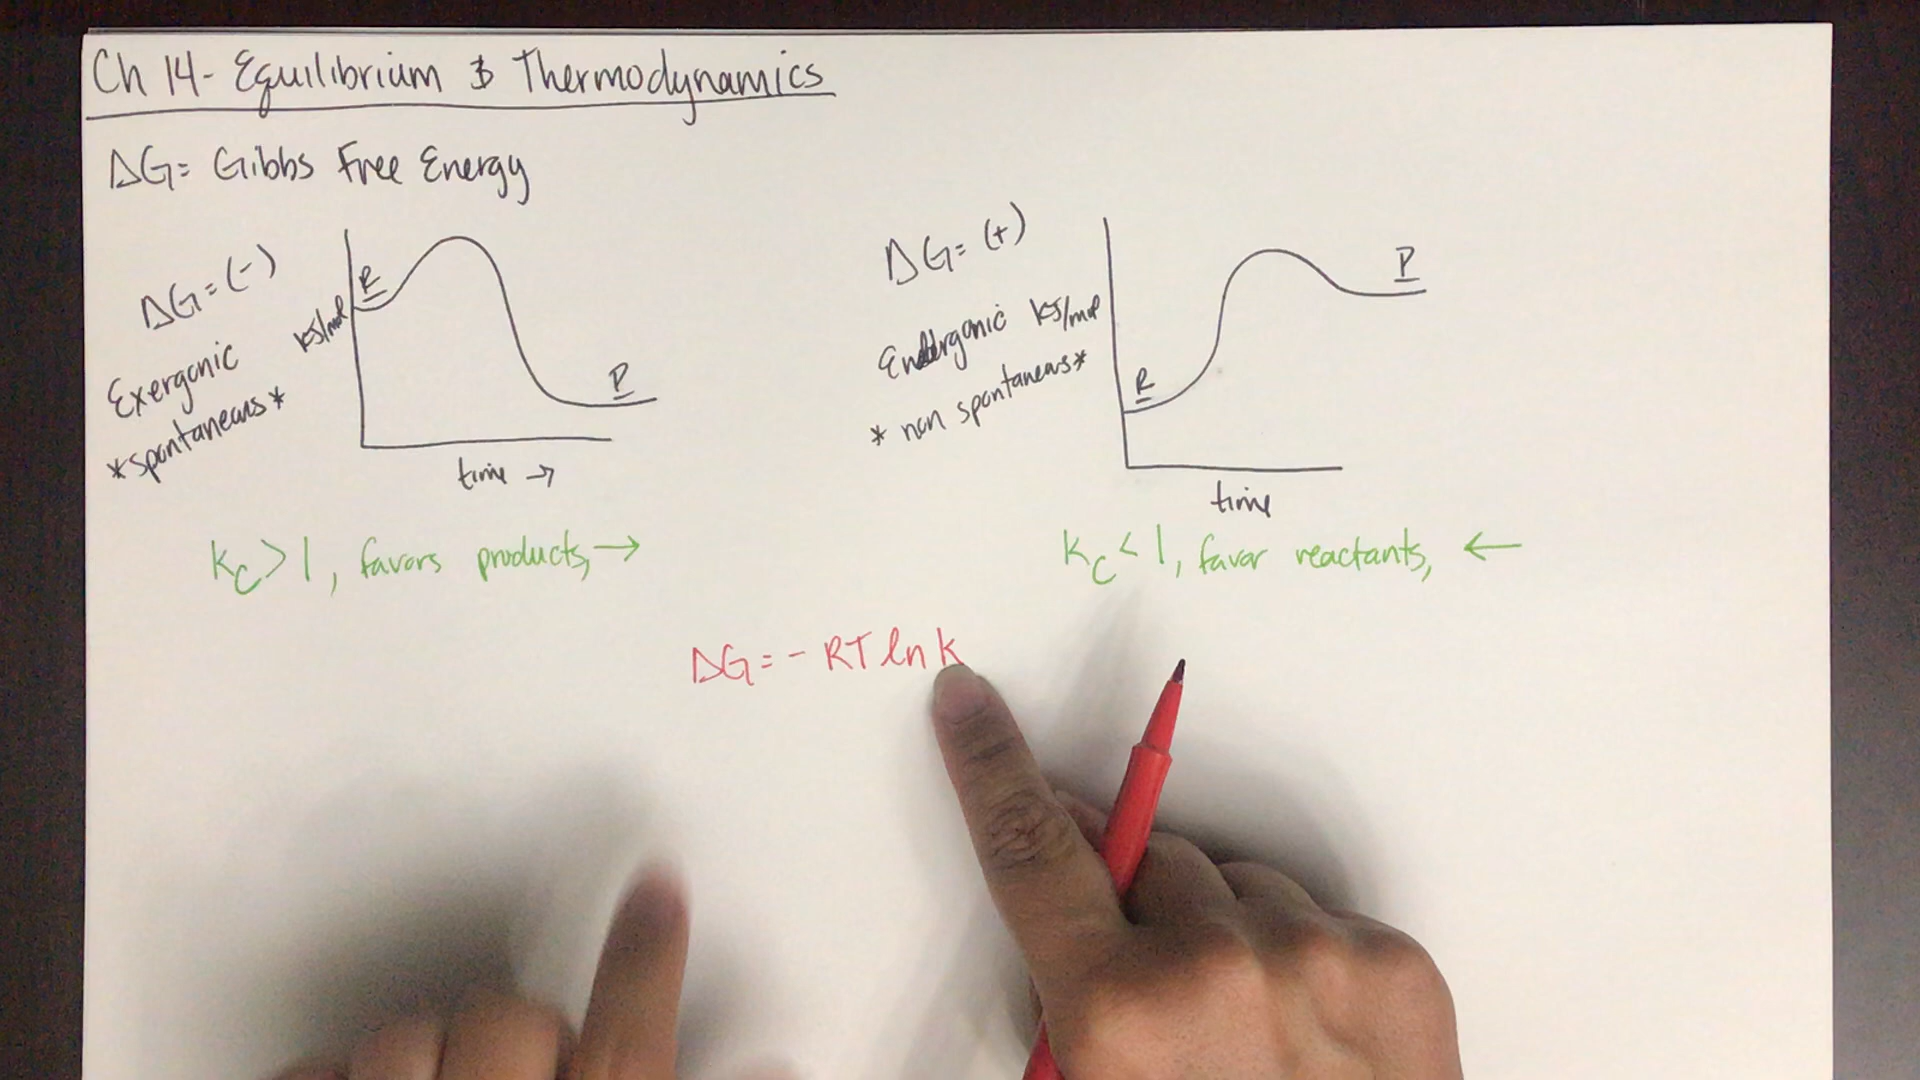 Ch 14 - Equilibrium & Thermodynamics
ΔG = Gibbs Free Energy
ΔG = (-)
Exergonic
*spontaneous*
kJ/mol
R
P
time →
Kc > 1, favors products, →
ΔG = (+)
Endergonic
* non spontaneous*
kJ/mol
R
P
time
Kc < 1, favor reactants, ←
ΔG = - RT ln K